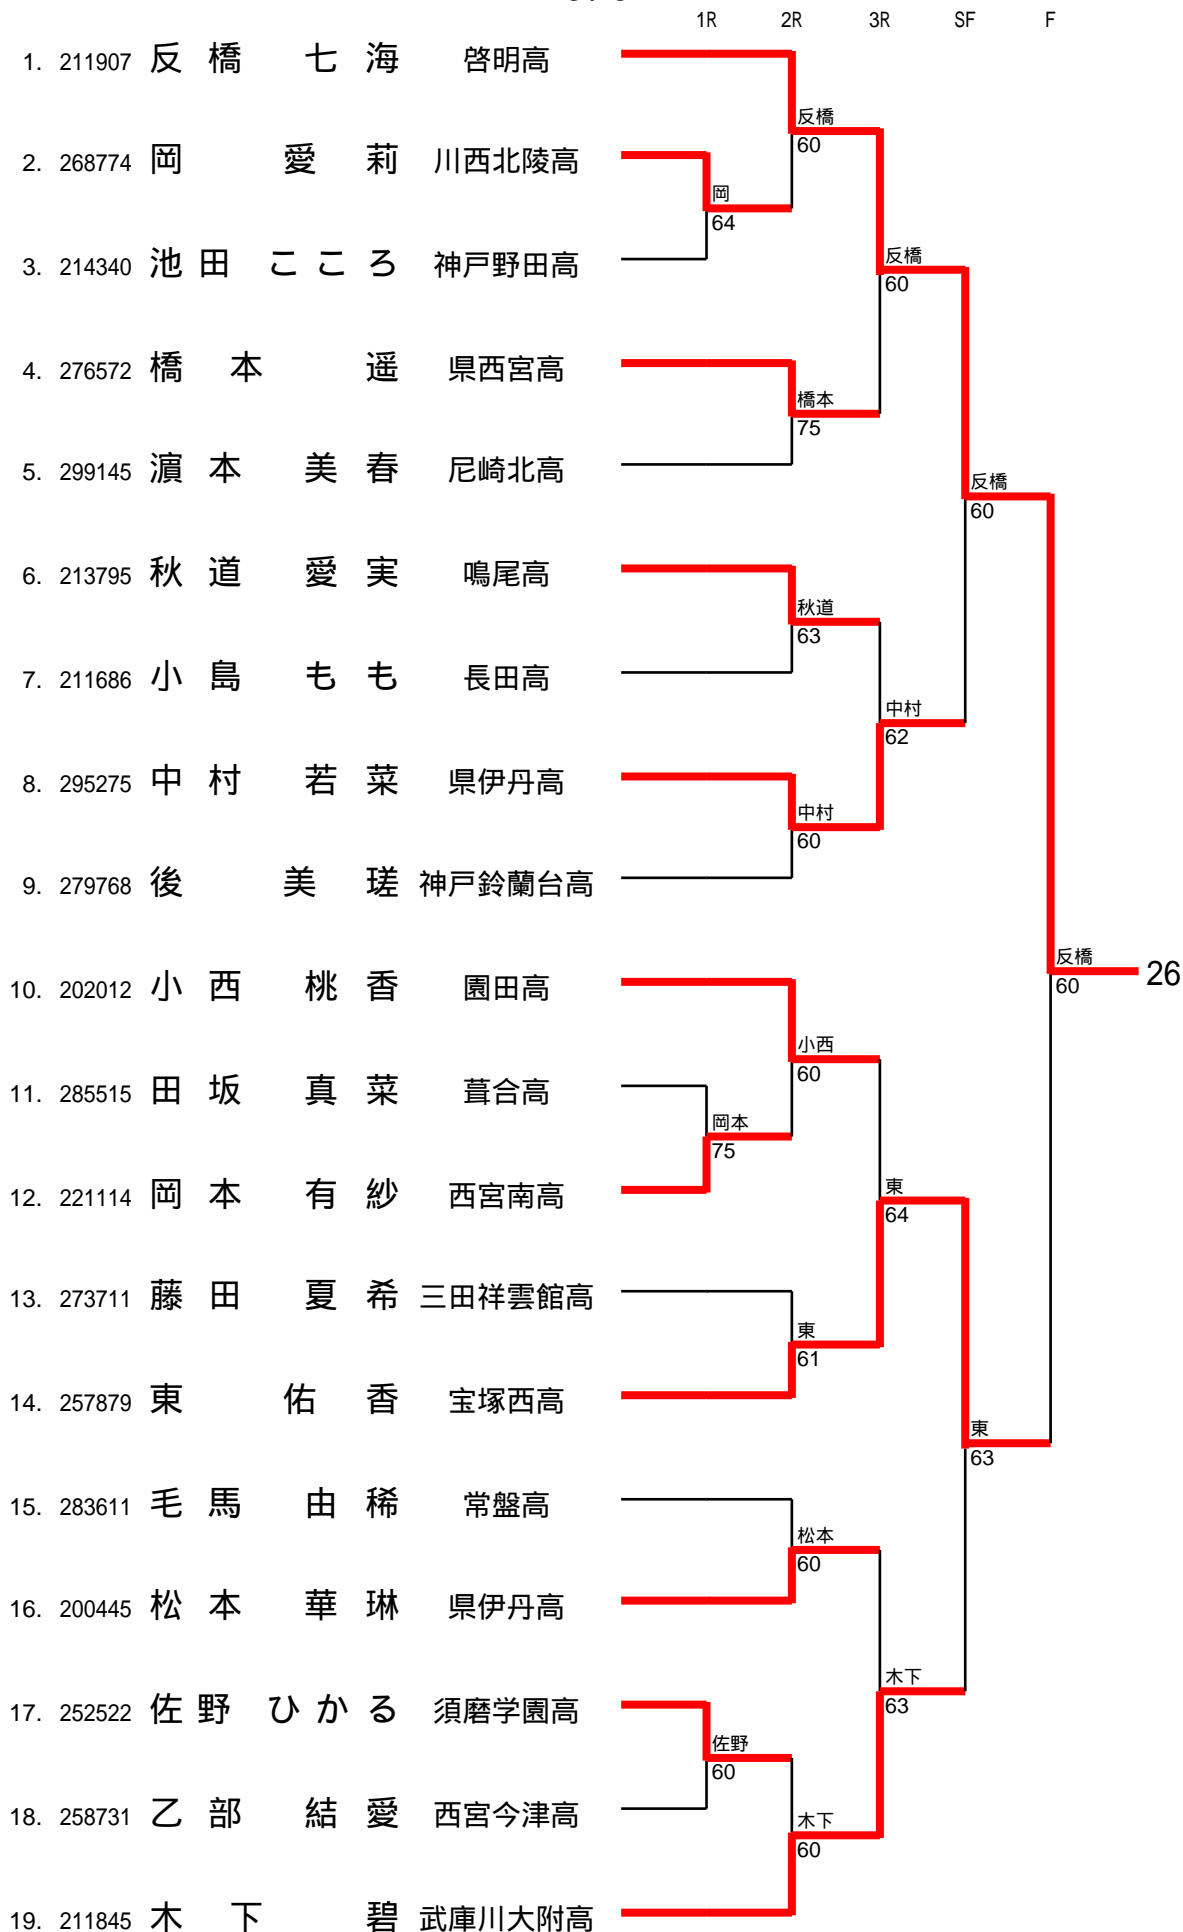 1R 2R 3R SF F
1. 211907 反橋 七海 啓明高
反橋
60
2. 268774 岡 愛莉 川西北陵高
岡
64
3. 214340 池田 こころ 神戸野田高
反橋
60
4. 276572 橋本 遥 県西宮高
橋本
75
5. 299145 濵本 美春 尼崎北高
反橋
60
6. 213795 秋道 愛実 鳴尾高
秋道
63
7. 211686 小島 もも 長田高
中村
62
8. 295275 中村 若菜 県伊丹高
中村
60
9. 279768 後 美瑳 神戸鈴蘭台高
反橋
60
26
10. 202012 小西 桃香 園田高
小西
60
11. 285515 田坂 真菜 葺合高
岡本
75
12. 221114 岡本 有紗 西宮南高
東
64
13. 273711 藤田 夏希 三田祥雲館高
東
61
14. 257879 東 佑香 宝塚西高
東
63
15. 283611 毛馬 由稀 常盤高
松本
60
16. 200445 松本 華琳 県伊丹高
木下
63
17. 252522 佐野 ひかる 須磨学園高
佐野
60
18. 258731 乙部 結愛 西宮今津高
木下
60
19. 211845 木下 碧 武庫川大附高